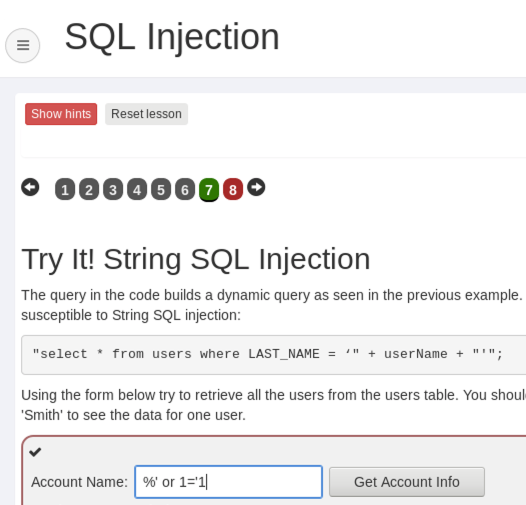 SQL Injection
Show hints Reset lesson
1 2 3 4 5 6 7 8
Try It! String SQL Injection
The query in the code builds a dynamic query as seen in the previous example.
susceptible to String SQL injection:
"select * from users where LAST_NAME = ‘" + userName + "'";
Using the form below try to retrieve all the users from the users table. You shoul
'Smith' to see the data for one user.
Account Name: %' or 1='1 Get Account Info